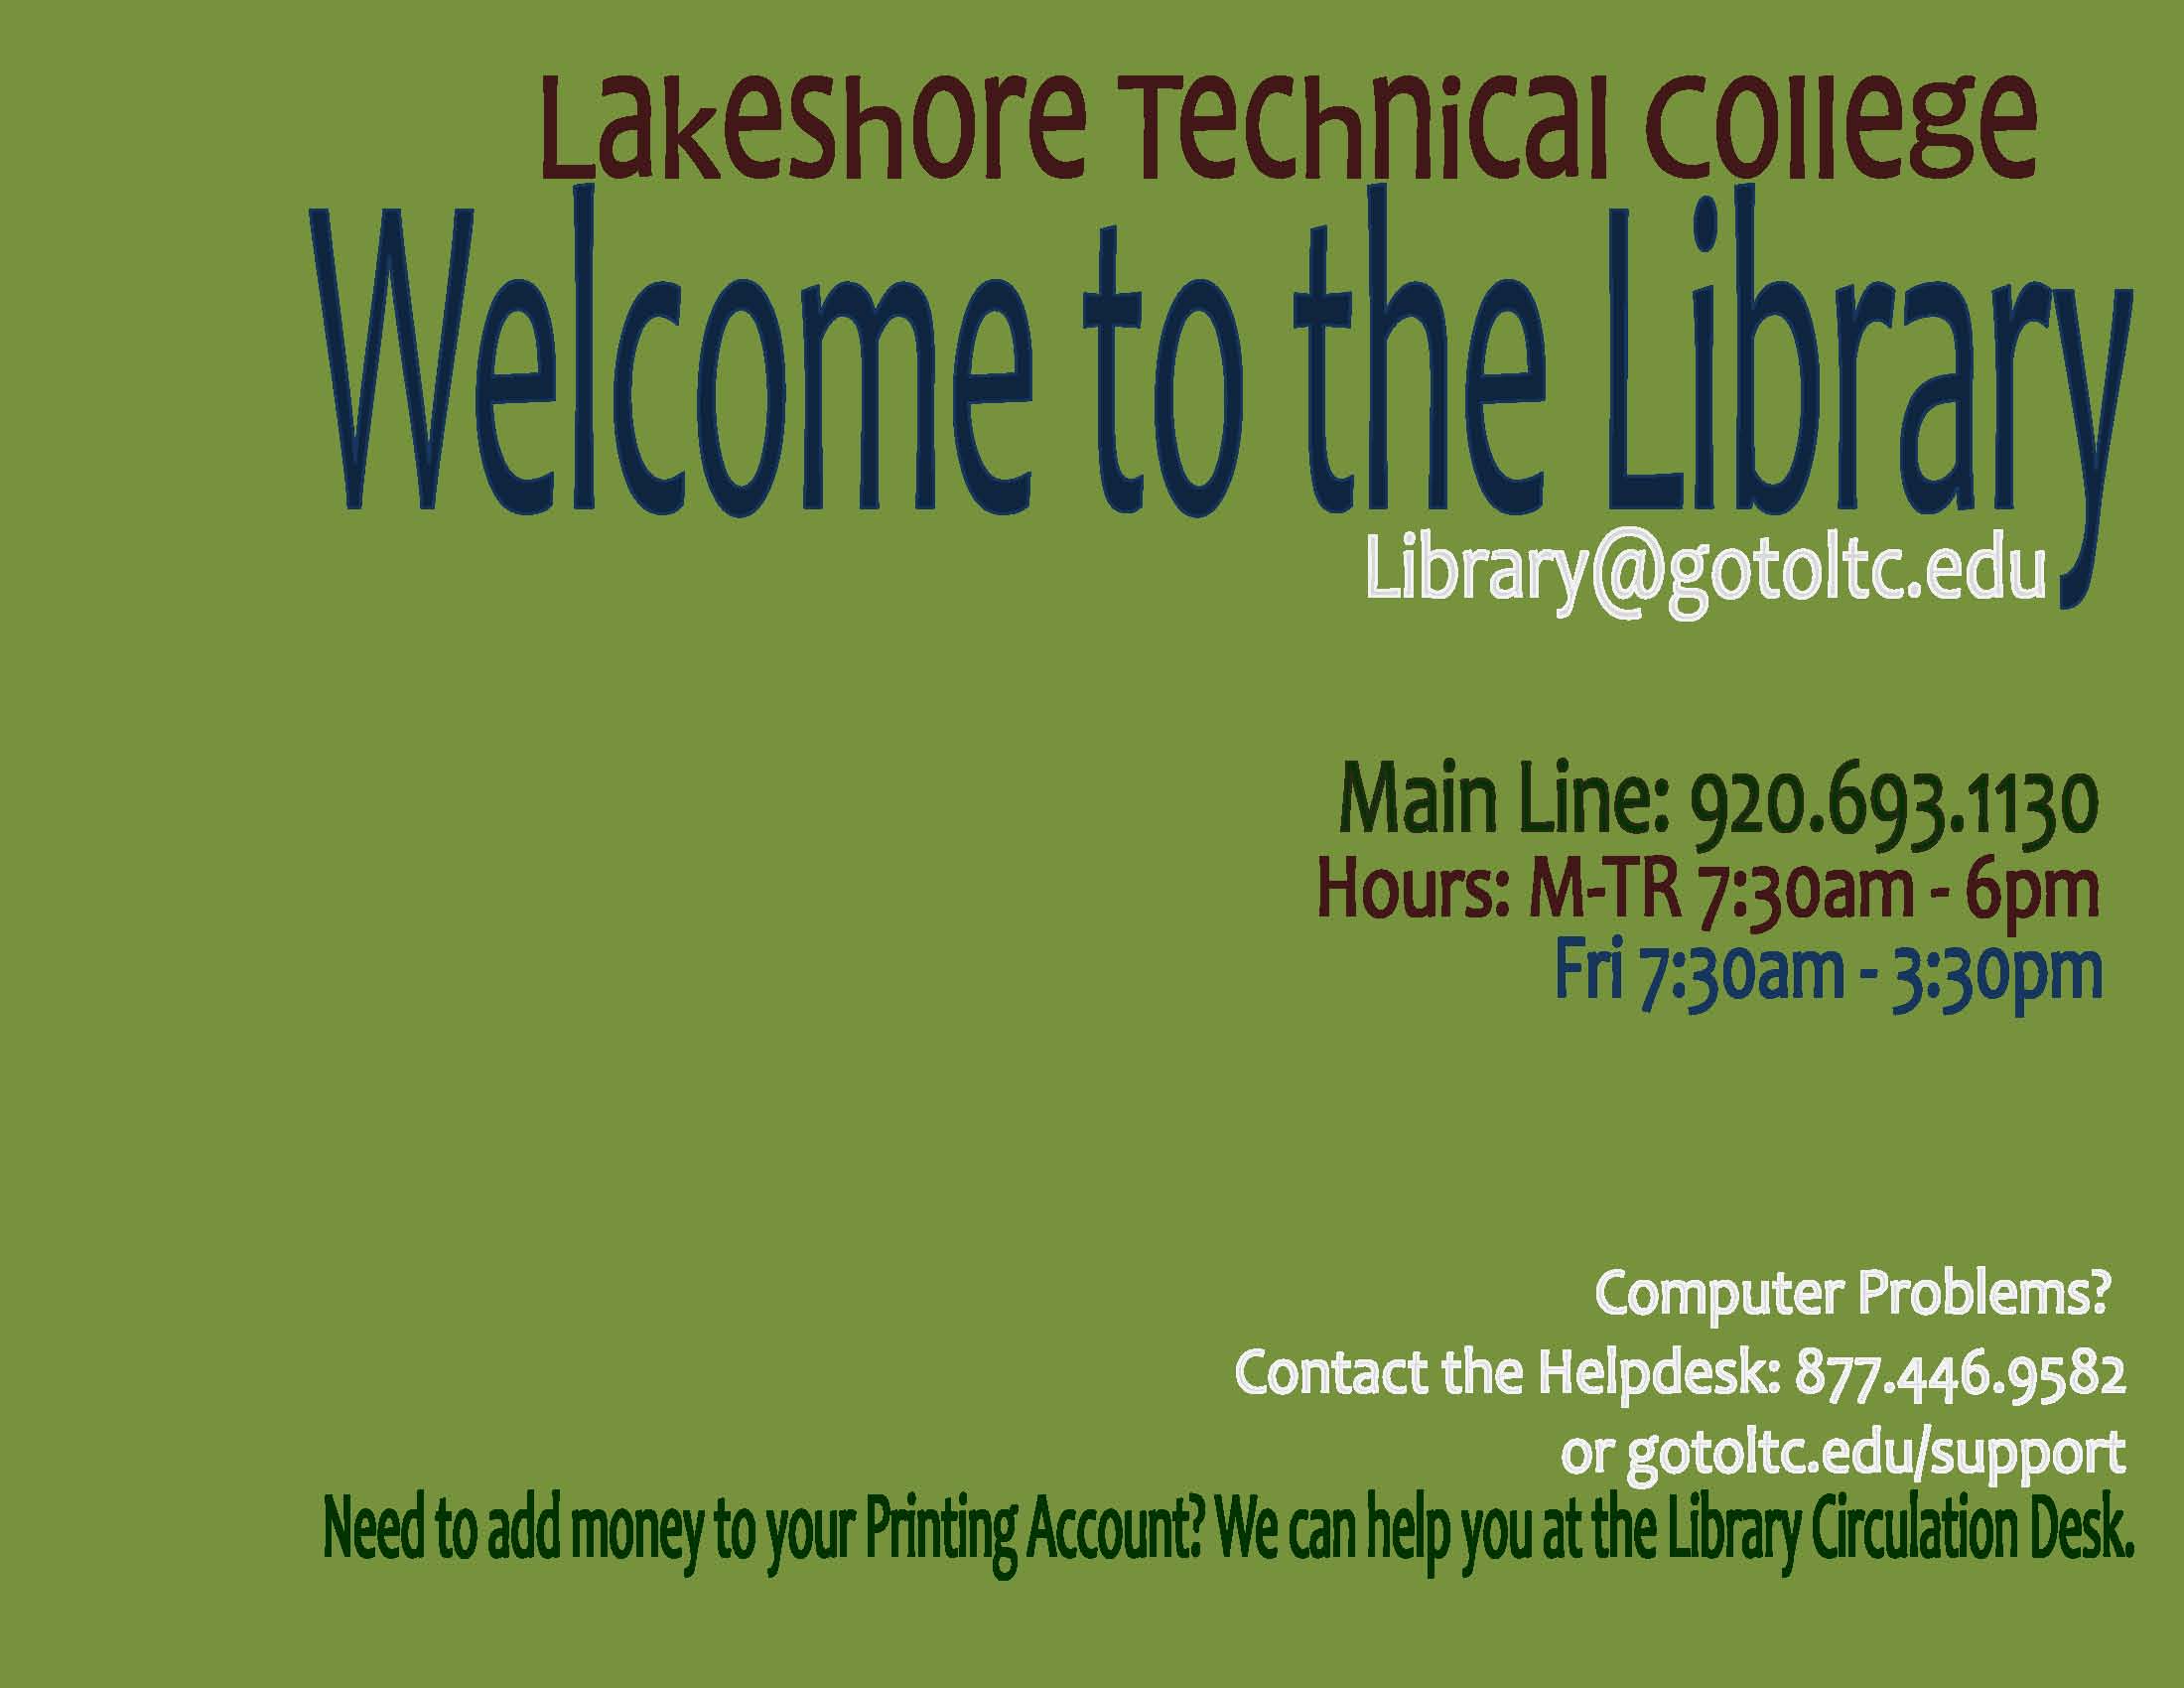 Lakeshore Technical College
Welcome to the Library
Library@gotoltc.edu
Main Line: 920.693.1130
Hours: M-TR 7:30am - 6pm
Fri 7:30am - 3:30pm
Computer Problems?
Contact the Helpdesk: 877.446.9582
or gotoltc.edu/support
Need to add money to your Printing Account? We can help you at the Library Circulation Desk.